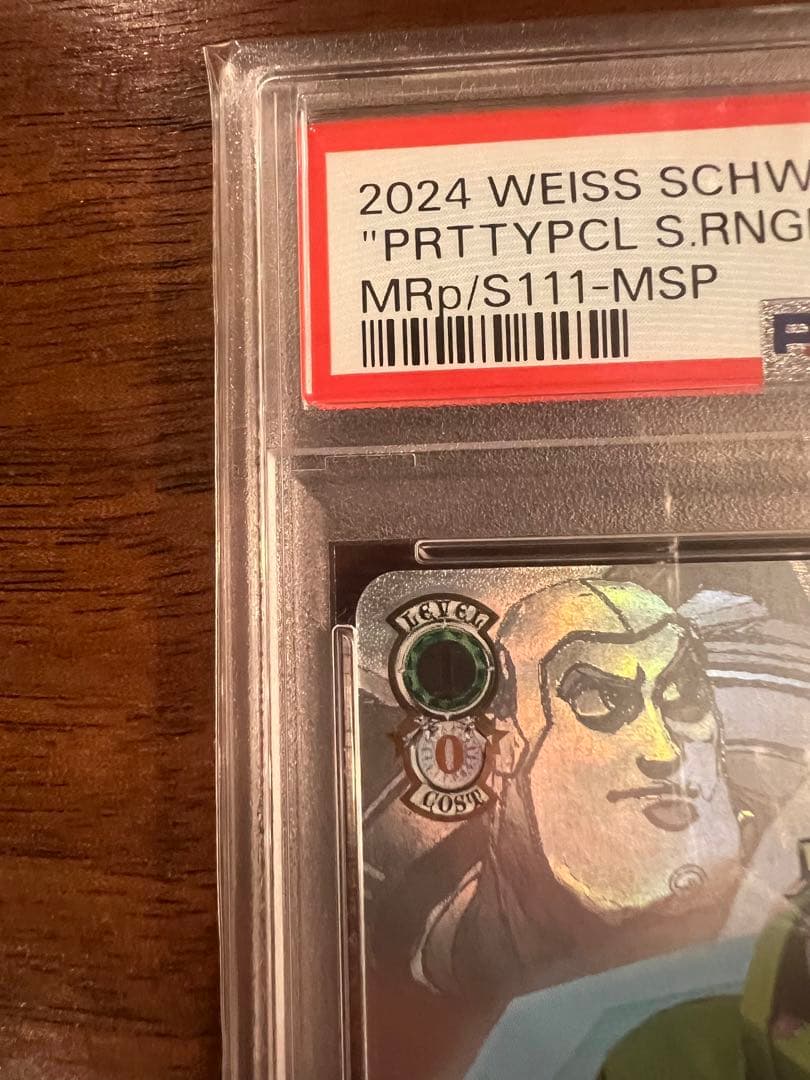 2024 WEISS SCHW
"PRTTYPCL S.RNG
MRp/S111-MSP
LEVEL
0
COST